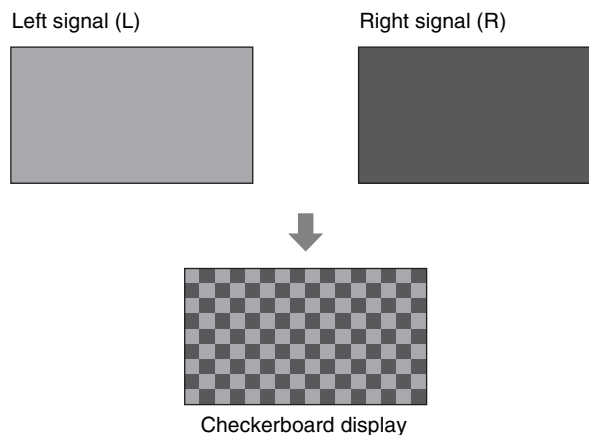 Left signal (L)
Right signal (R)
Checkerboard display